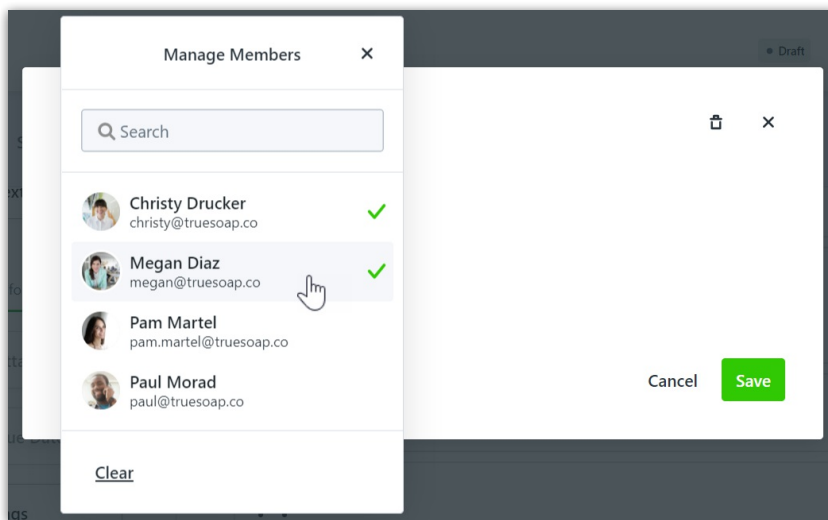 Manage Members
Draft
Search
Christy Drucker
christy@truesoap.co
Megan Diaz
megan@truesoap.co
Pam Martel
pam.martel@truesoap.co
Paul Morad
paul@truesoap.co
Cancel
Save
Clear